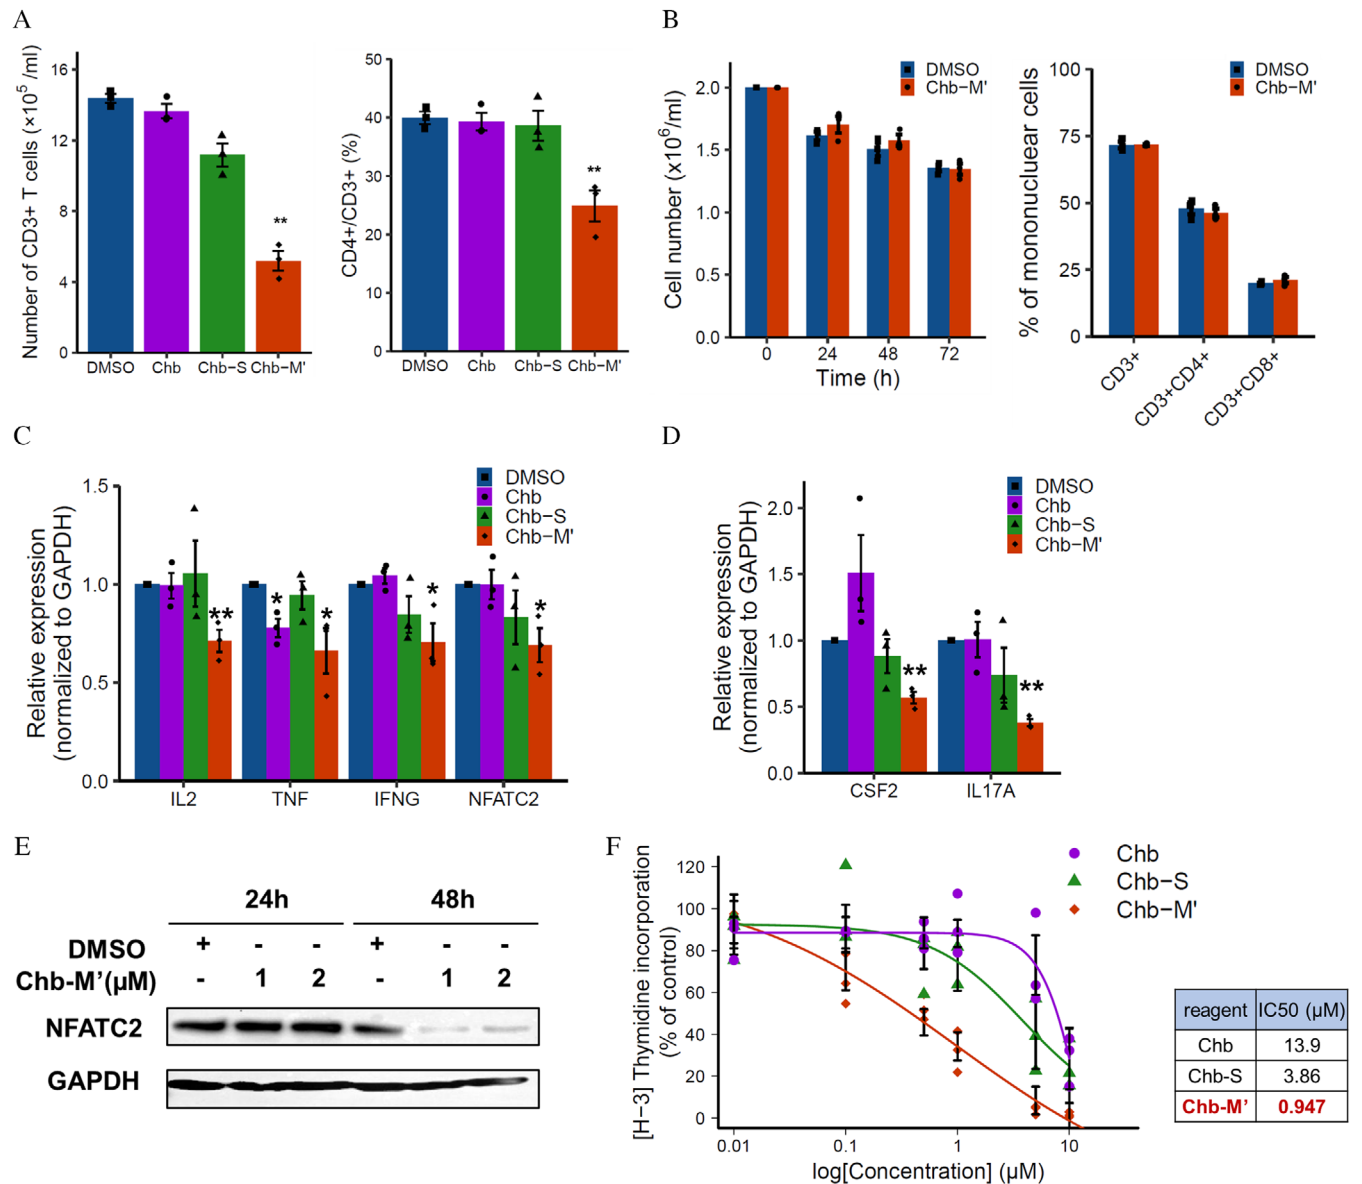 A
Number of CD3+ T cells (×10⁵/ml)
16
12
8
4
0
**
DMSO Chb Chb-S Chb-M'
CD4+/CD3+ (%)
50
40
30
20
10
0
**
DMSO Chb Chb-S Chb-M'
B
DMSO
Chb-M'
Cell number (x10⁶/ml)
2.0
1.5
1.0
0.5
0.0
0 24 48 72
Time (h)
DMSO
Chb-M'
% of mononuclear cells
100
75
50
25
0
CD3+
CD3+CD4+
CD3+CD8+
C
DMSO
Chb
Chb−S
Chb−M'
Relative expression
(normalized to GAPDH)
1.5
1.0
0.5
0.0
** * * * *
IL2 TNF IFNG NFATC2
D
DMSO
Chb
Chb−S
Chb−M'
Relative expression
(normalized to GAPDH)
2.0
1.5
1.0
0.5
0.0
** **
CSF2 IL17A
E
24h 48h
DMSO + - - + - -
Chb-M'(μM) - 1 2 - 1 2
NFATC2
GAPDH
F
[H−3] Thymidine incorporation
(% of control)
120
100
80
60
40
20
0
0.01 0.1 1 10
log[Concentration] (μM)
Chb
Chb−S
Chb−M'
reagent IC50 (μM)
Chb 13.9
Chb-S 3.86
Chb-M' 0.947